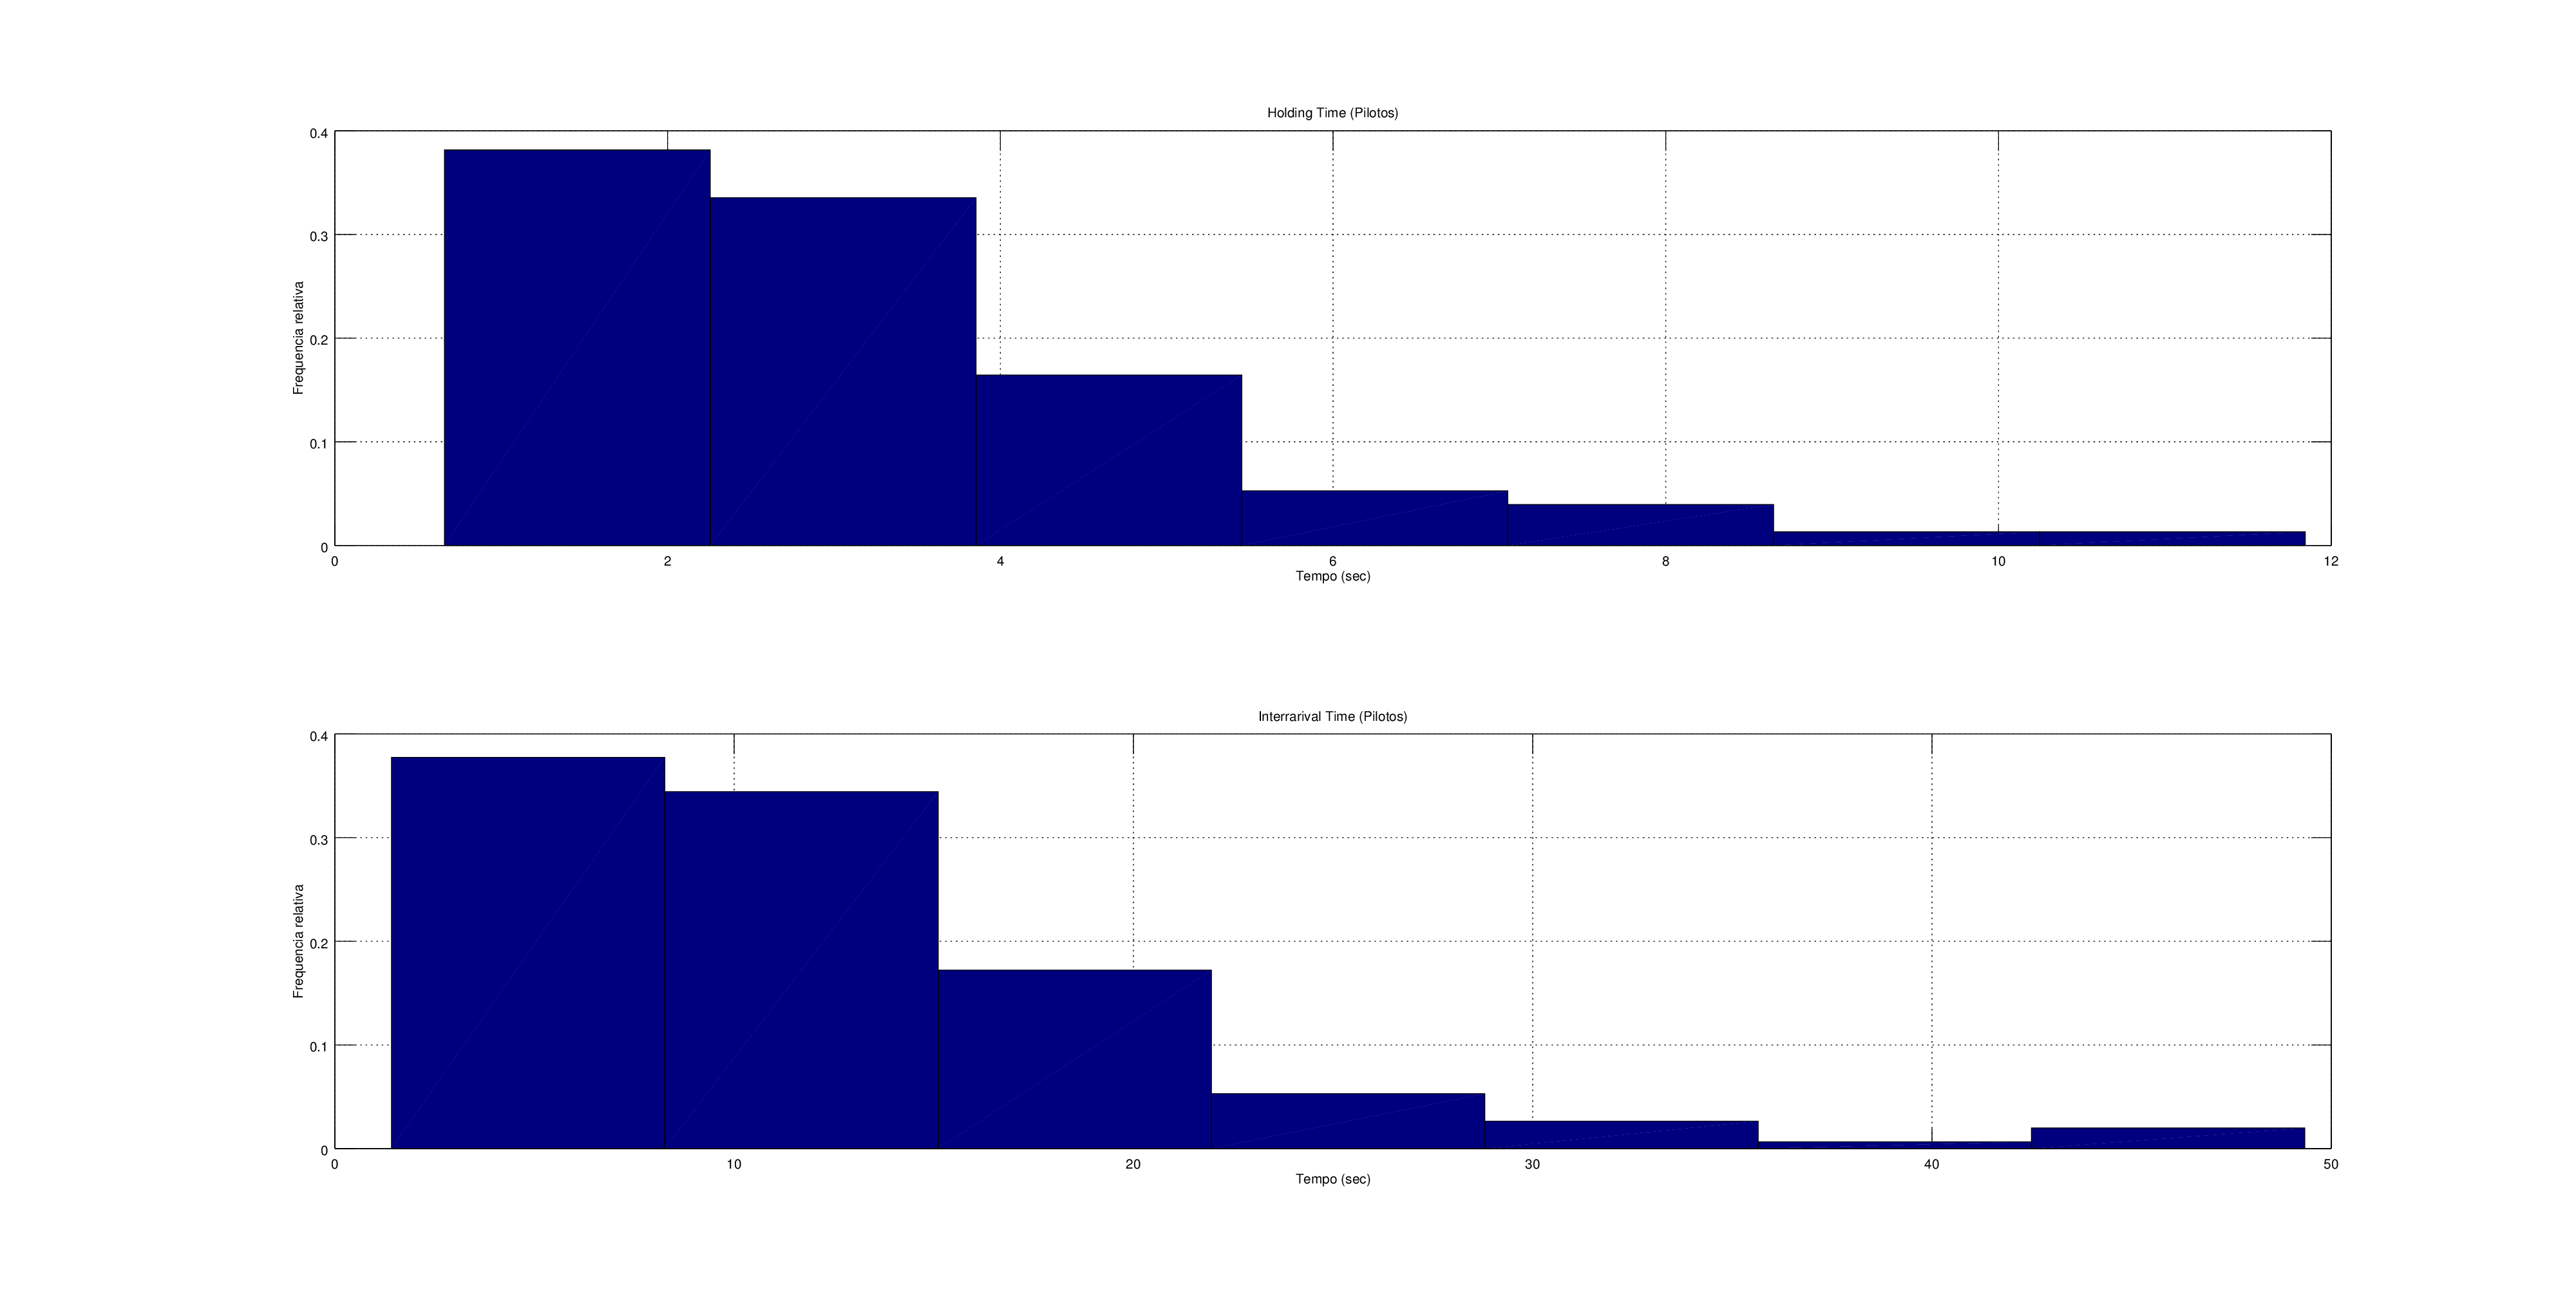 Holding Time (Pilotos)
0.4
0.3
0.2
0.1
0
Frequencia relativa
0 2 4 6 8 10 12
Tempo (sec)
Interrarival Time (Pilotos)
0.4
0.3
0.2
0.1
0
Frequencia relativa
0 10 20 30 40 50
Tempo (sec)